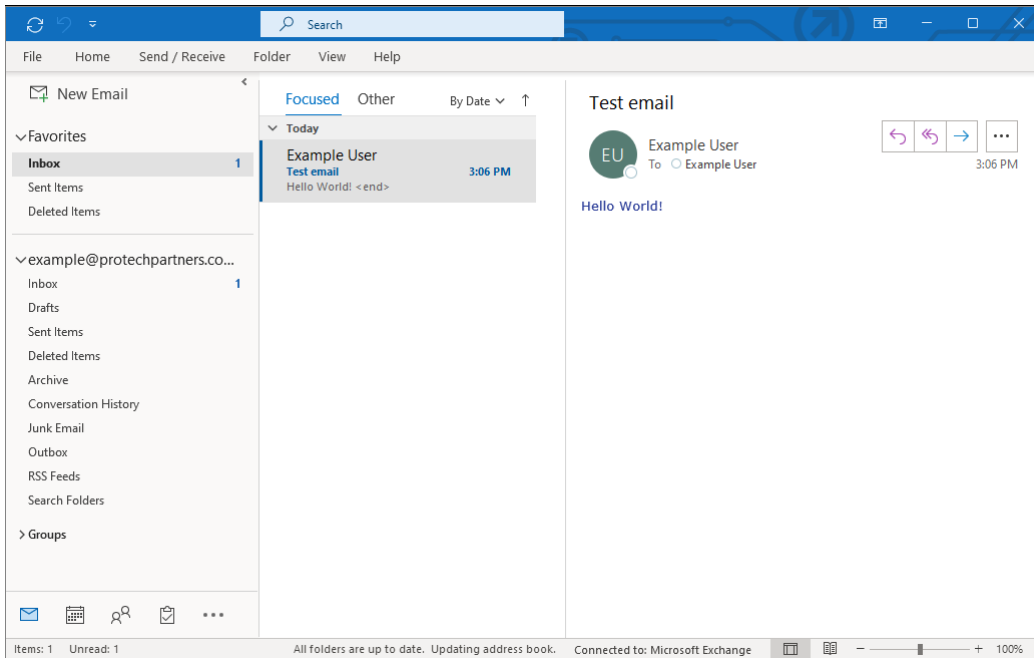 Search
File Home Send / Receive Folder View Help
New Email
Favorites
Inbox 1
Sent Items
Deleted Items
example@protechpartners.co...
Inbox 1
Drafts
Sent Items
Deleted Items
Archive
Conversation History
Junk Email
Outbox
RSS Feeds
Search Folders
Groups
Focused Other By Date
Today
Example User
Test email 3:06 PM
Hello World! <end>
Test email
EU
Example User
To Example User
3:06 PM
Hello World!
Items: 1 Unread: 1 All folders are up to date. Updating address book. Connected to: Microsoft Exchange 100%